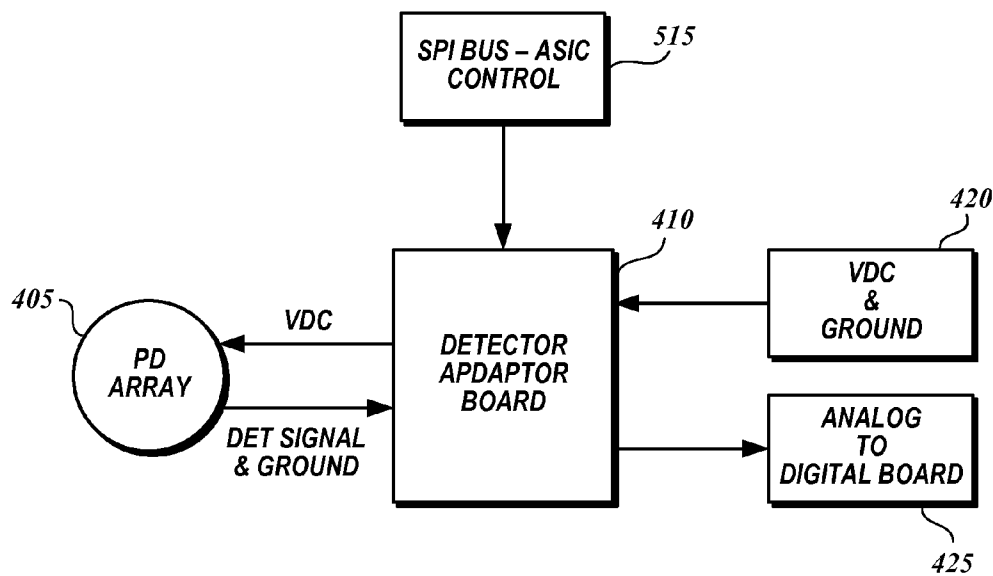 SPI BUS – ASIC
CONTROL
515
410
420
VDC
&
GROUND
405
PD
ARRAY
VDC
DET SIGNAL
& GROUND
DETECTOR
APDAPTOR
BOARD
ANALOG
TO
DIGITAL BOARD
425